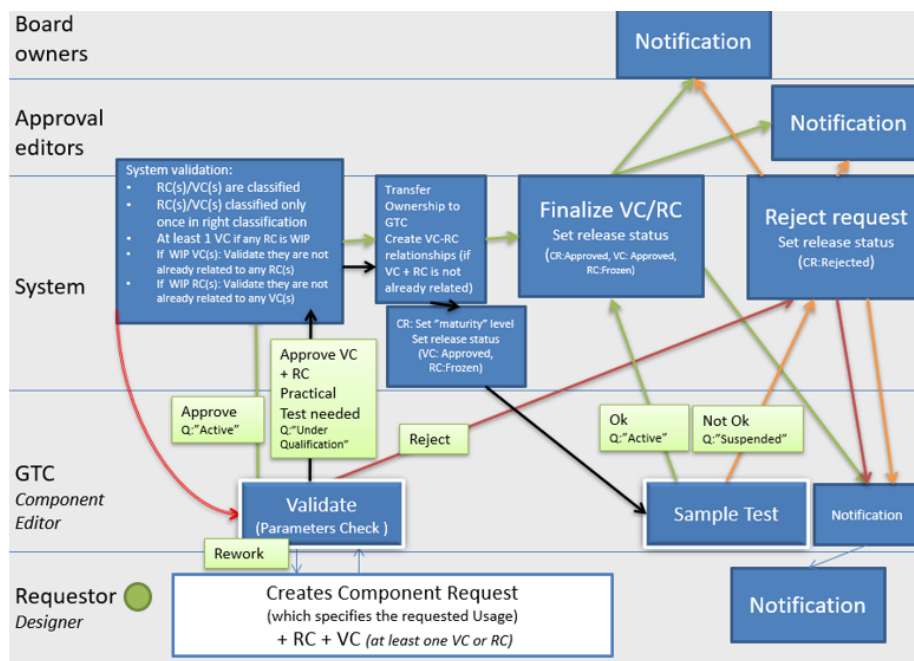 Board
owners
Notification
Approval
editors
Notification
System
System validation:
• RC(s)/VC(s) are classified
• RC(s)/VC(s) classified only
once in right classification
• At least 1 VC if any RC is WIP
• If WIP VC(s): Validate they are not
already related to any RC(s)
• If WIP RC(s): Validate they are not
already related to any VC(s)
Transfer
Ownership to
GTC
Create VC-RC
relationships (if
VC + RC is not
already related)
Finalize VC/RC
Set release status
(CR:Approved, VC: Approved,
RC:Frozen)
Reject request
Set release status
(CR:Rejected)
CR: Set "maturity" level
Set release status
(VC: Approved,
RC:Frozen)
Approve VC
+ RC
Practical
Test needed
Q:"Under
Qualification"
Approve
Q:"Active"
Reject
Ok
Q:"Active"
Not Ok
Q:"Suspended"
GTC
Component
Editor
Validate
(Parameters Check )
Sample Test
Notification
Rework
Requestor
Designer
Creates Component Request
(which specifies the requested Usage)
+ RC + VC (at least one VC or RC)
Notification